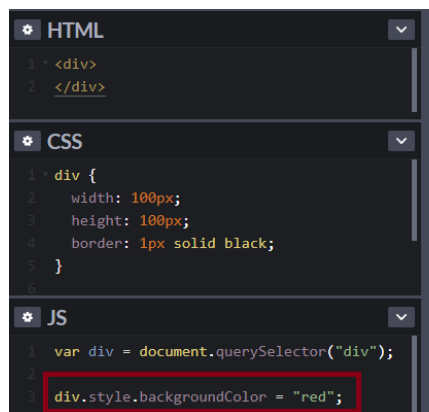 HTML
1 <div>
2 </div>
CSS
1 div {
2 width: 100px;
3 height: 100px;
4 border: 1px solid black;
5 }
6
JS
1 var div = document.querySelector("div");
2
3 div.style.backgroundColor = "red";